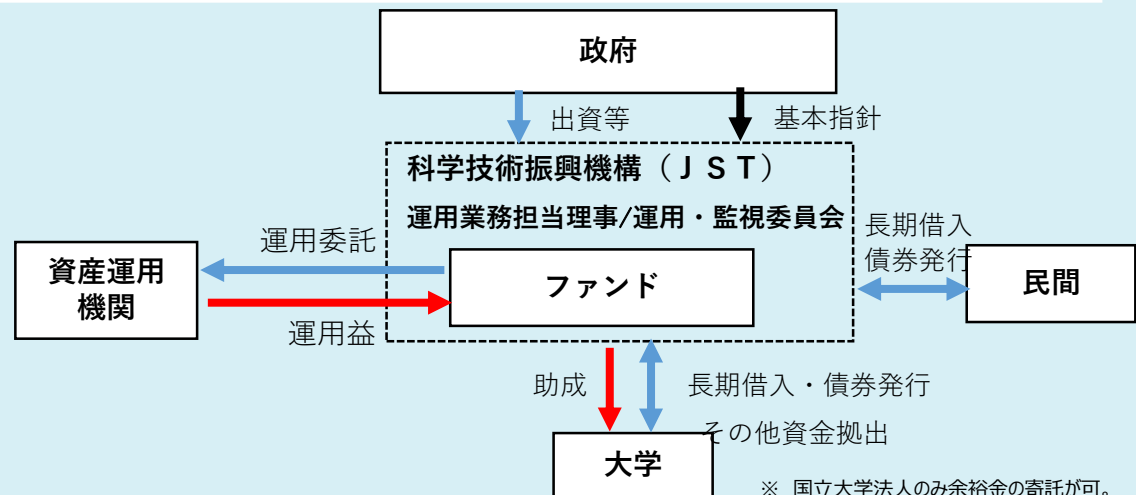 政府
出資等
基本指針
科学技術振興機構（ＪＳＴ）
運用業務担当理事/運用・監視委員会
運用委託
長期借入
債券発行
資産運用
機関
ファンド
民間
運用益
助成
長期借入・債券発行
その他資金拠出
大学
※ 国立大学法人のみ余裕金の寄託が可。